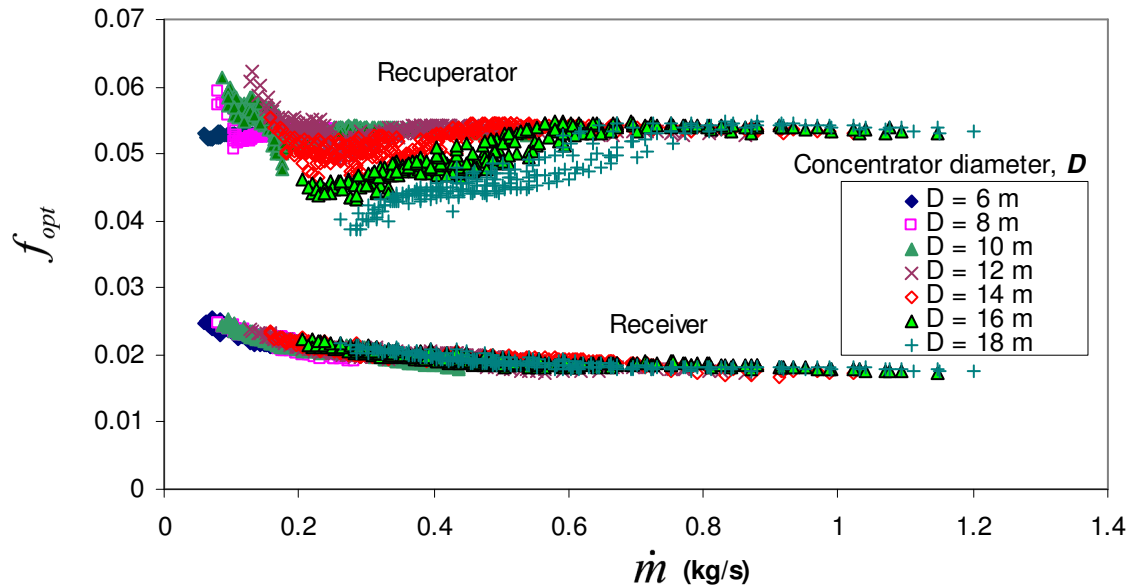 0.07
0.06
0.05
0.04
0.03
0.02
0.01
0
f opt
Recuperator
Receiver
Concentrator diameter, D
D = 6 m
D = 8 m
D = 10 m
D = 12 m
D = 14 m
D = 16 m
D = 18 m
0 0.2 0.4 0.6 0.8 1 1.2 1.4
ṁ (kg/s)